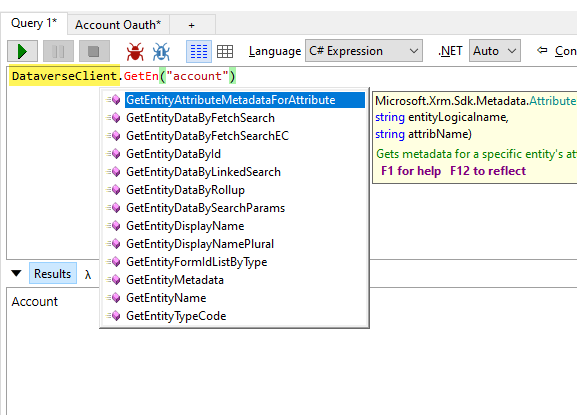 Query 1* Account Oauth* +
Language C# Expression .NET Auto Con
DataverseClient.GetEn("account")
GetEntityAttributeMetadataForAttribute
GetEntityDataByFetchSearch
GetEntityDataByFetchSearchEC
GetEntityDataById
GetEntityDataByLinkedSearch
GetEntityDataByRollup
GetEntityDataBySearchParams
GetEntityDisplayName
GetEntityDisplayNamePlural
GetEntityFormIdListByType
GetEntityMetadata
GetEntityName
GetEntityTypeCode
Microsoft.Xrm.Sdk.Metadata.Attribute
string entityLogicalname,
string attribName)
Gets metadata for a specific entity's at
F1 for help F12 to reflect
Results λ
Account